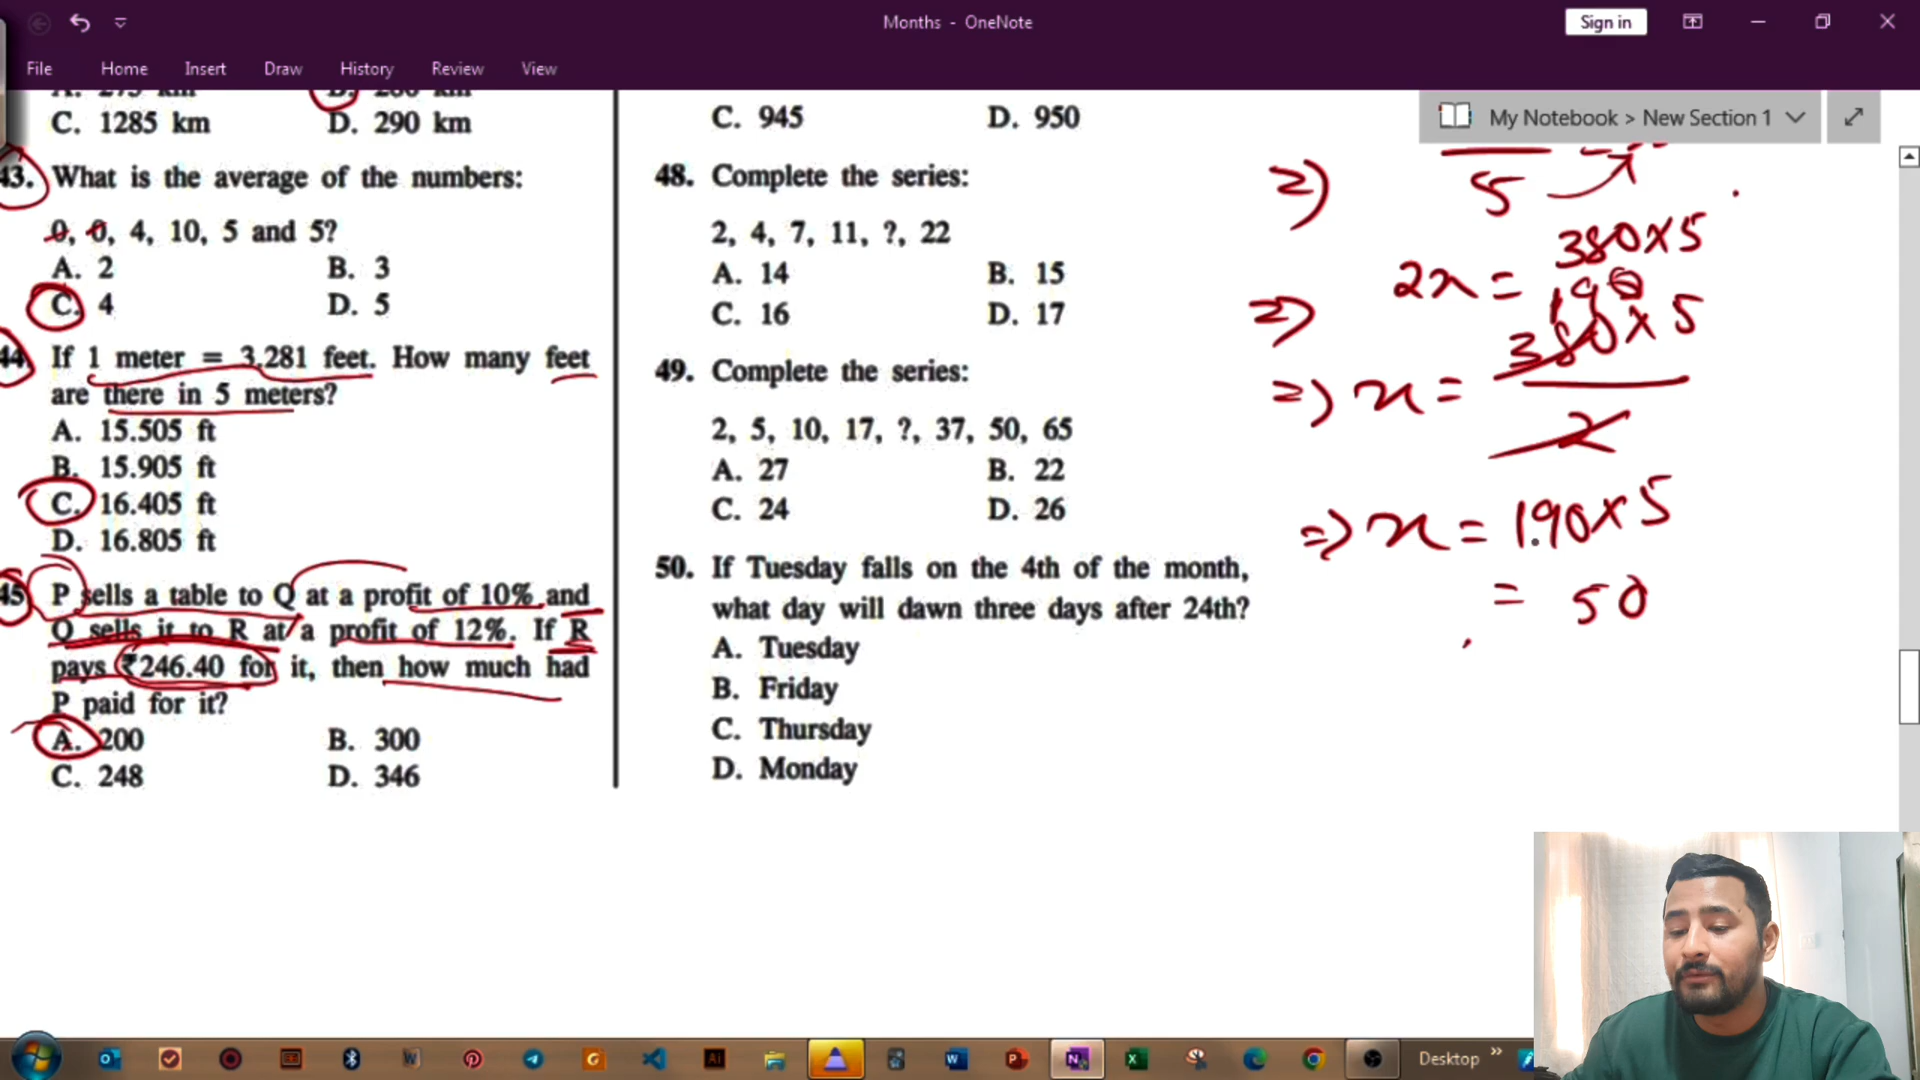 Months - OneNote
Sign in
File Home Insert Draw History Review View
My Notebook > New Section 1
C. 1285 km D. 290 km
43. What is the average of the numbers:
0, 0, 4, 10, 5 and 5?
A. 2 B. 3
C. 4 D. 5
44. If 1 meter = 3.281 feet. How many feet
are there in 5 meters?
A. 15.505 ft
B. 15.905 ft
C. 16.405 ft
D. 16.805 ft
45 P sells a table to Q at a profit of 10% and
Q sells it to R at a profit of 12%. If R
pays ₹246.40 for it, then how much had
P paid for it?
A. 200 B. 300
C. 248 D. 346
C. 945 D. 950
48. Complete the series:
2, 4, 7, 11, ?, 22
A. 14 B. 15
C. 16 D. 17
49. Complete the series:
2, 5, 10, 17, ?, 37, 50, 65
A. 27 B. 22
C. 24 D. 26
50. If Tuesday falls on the 4th of the month,
what day will dawn three days after 24th?
A. Tuesday
B. Friday
C. Thursday
D. Monday
=> 5
=> 2x = 380×5
190
=> x = 380×5
2
=> x = 190×5
= 50
Desktop